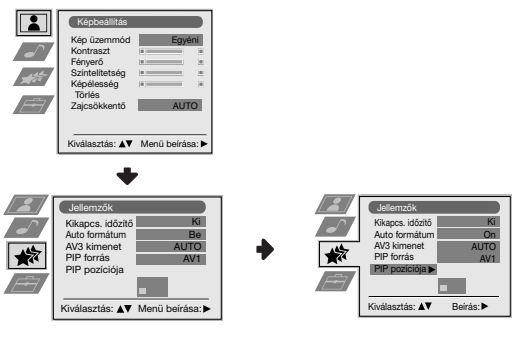 Képbeállítás
Kép üzemmód Egyéni
Kontraszt
Fényerő
Színtelítetség
Képélesség
Törlés
Zajcsökkentő AUTO
Kiválasztás: ▲▼ Menü beírása: ▶
Jellemzők
Kikapcs. időzítő Ki
Auto formátum Be
AV3 kimenet AUTO
PIP forrás AV1
PIP pozíciója
Kiválasztás: ▲▼ Menü beírása: ▶
Jellemzők
Kikapcs. időzítő Ki
Auto formátum On
AV3 kimenet AUTO
PIP forrás AV1
PIP pozíciója ▶
Kiválasztás: ▲▼ Beírás: ▶